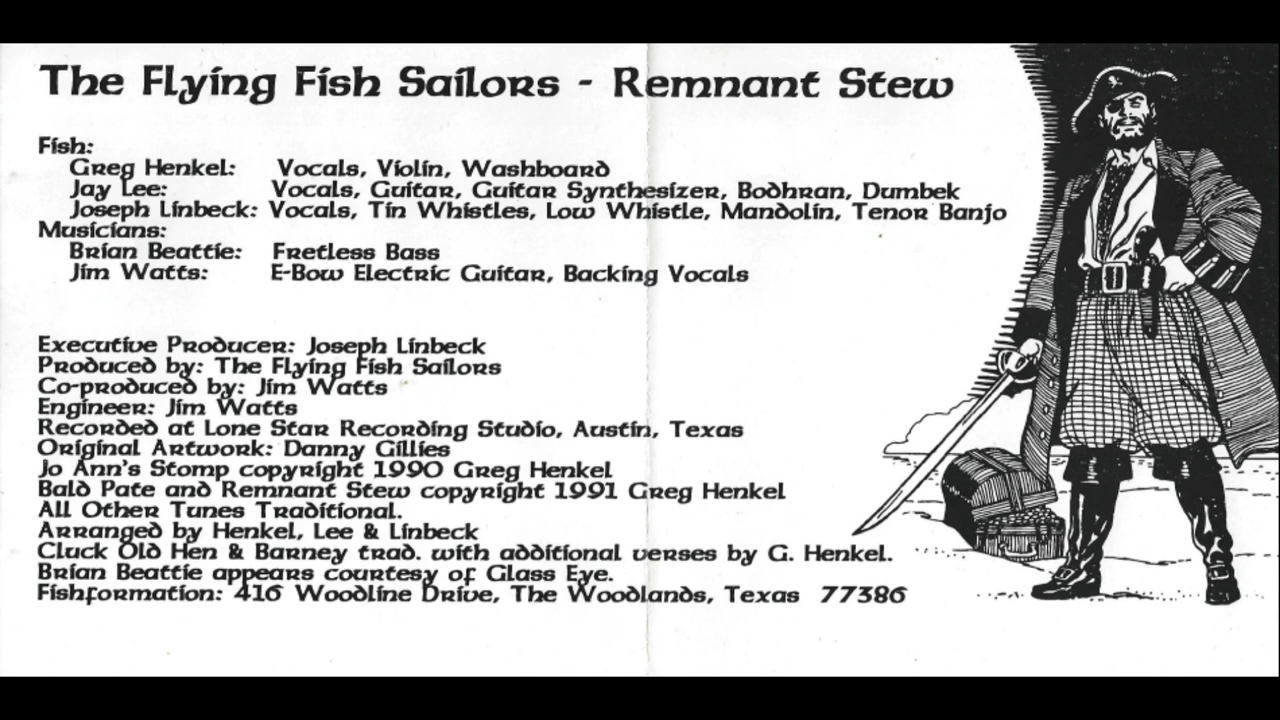 The Flying Fish Sailors - Remnant Stew
Fish:
Greg Henkel: Vocals, Violin, Washboard
Jay Lee: Vocals, Guitar, Guitar Synthesizer, Bodhran, Dumbek
Joseph Linbeck: Vocals, Tin Whistles, Low Whistle, Mandolin, Tenor Banjo
Musicians:
Brian Beattie: Fretless Bass
Jim Watts: E-Bow Electric Guitar, Backing Vocals
Executive Producer: Joseph Linbeck
Produced by: The Flying Fish Sailors
Co-produced by: Jim Watts
Engineer: Jim Watts
Recorded at Lone Star Recording Studio, Austin, Texas
Original Artwork: Danny Gillies
Jo Ann's Stomp copyright 1990 Greg Henkel
Bald Pate and Remnant Stew copyright 1991 Greg Henkel
All Other Tunes Traditional.
Arranged by Henkel, Lee & Linbeck
Cluck Old Hen & Barney trad. with additional verses by G. Henkel.
Brian Beattie appears courtesy of Glass Eye.
Fishformation: 416 Woodline Drive, The Woodlands, Texas 77386